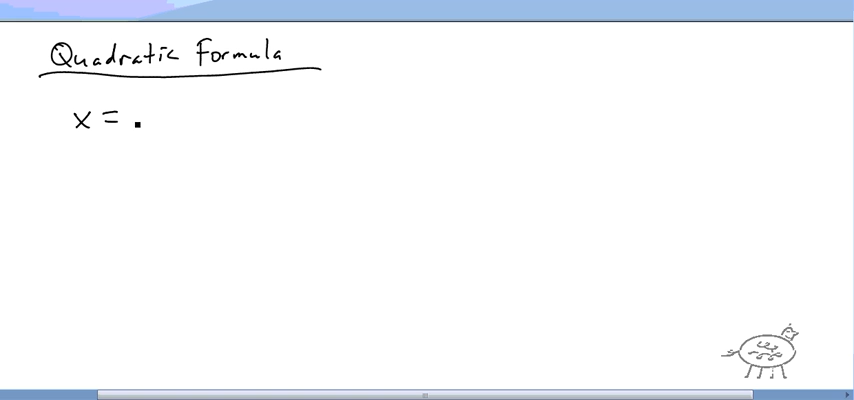 Quadratic Formula
x =